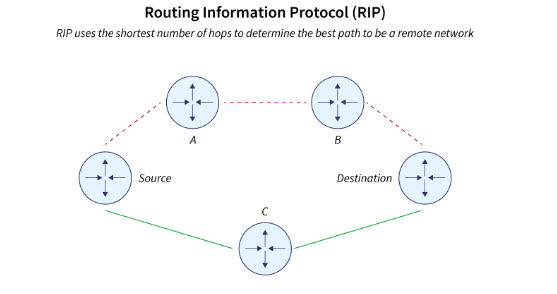 Routing Information Protocol (RIP)
RIP uses the shortest number of hops to determine the best path to be a remote network
A
B
Source
Destination
C